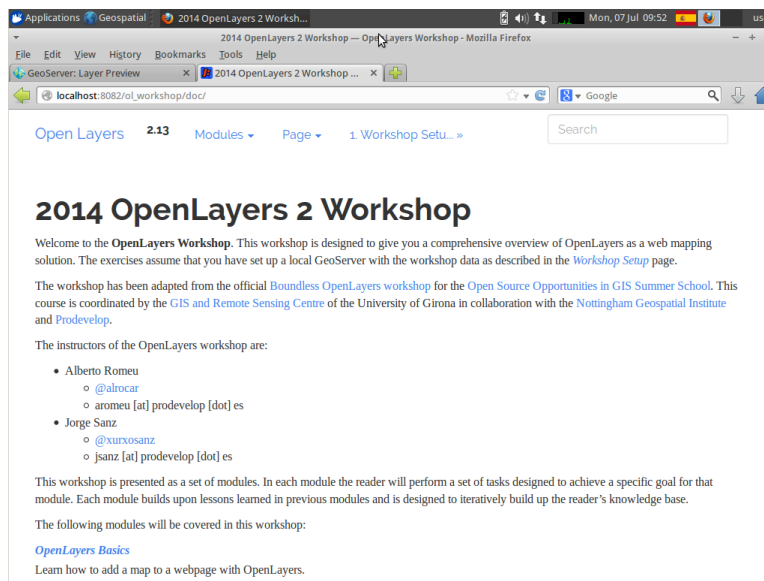 Applications Geospatial 2014 OpenLayers 2 Worksh... Mon, 07 Jul 09:52 us
2014 OpenLayers 2 Workshop — OpenLayers Workshop - Mozilla Firefox
File Edit View History Bookmarks Tools Help
GeoServer: Layer Preview 2014 OpenLayers 2 Workshop ...
localhost:8082/ol_workshop/doc/ Google
Open Layers 2.13 Modules Page 1. Workshop Setu... » Search
2014 OpenLayers 2 Workshop
Welcome to the OpenLayers Workshop. This workshop is designed to give you a comprehensive overview of OpenLayers as a web mapping
solution. The exercises assume that you have set up a local GeoServer with the workshop data as described in the Workshop Setup page.
The workshop has been adapted from the official Boundless OpenLayers workshop for the Open Source Opportunities in GIS Summer School. This
course is coordinated by the GIS and Remote Sensing Centre of the University of Girona in collaboration with the Nottingham Geospatial Institute
and Prodevelop.
The instructors of the OpenLayers workshop are:
• Alberto Romeu
@alrocar
aromeu [at] prodevelop [dot] es
• Jorge Sanz
@xurxosanz
jsanz [at] prodevelop [dot] es
This workshop is presented as a set of modules. In each module the reader will perform a set of tasks designed to achieve a specific goal for that
module. Each module builds upon lessons learned in previous modules and is designed to iteratively build up the reader's knowledge base.
The following modules will be covered in this workshop:
OpenLayers Basics
Learn how to add a map to a webpage with OpenLayers.